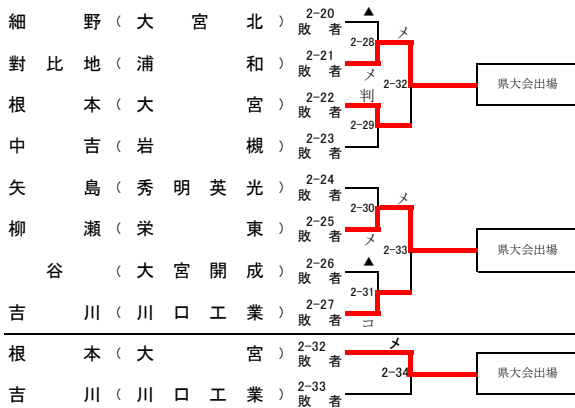 細野（大宮北） 2-20 敗者 ▲
2-28 メ
對比地（浦和） 2-21 敗者 メ
2-32 県大会出場
根本（大宮） 2-22 敗者 判
2-29
中吉（岩槻） 2-23 敗者
矢島（秀明英光） 2-24 敗者
2-30 メ
柳瀬（栄東） 2-25 敗者 メ
2-33 県大会出場
谷（大宮開成） 2-26 敗者 ▲
2-31
吉川（川口工業） 2-27 敗者 コ
根本（大宮） 2-32 敗者 メ
2-34 県大会出場
吉川（川口工業） 2-33 敗者